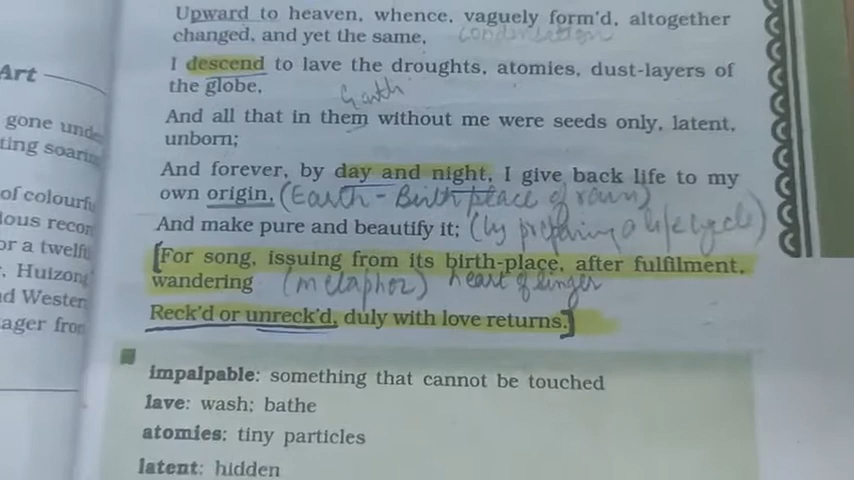 Upward to heaven, whence, vaguely form'd, altogether
changed, and yet the same,
condensation
I descend to lave the droughts, atomies, dust-layers of
the globe,
Earth
And all that in them without me were seeds only, latent,
unborn;
And forever, by day and night, I give back life to my
own origin, (Earth - Birth place of rain)
And make pure and beautify it; (by preparing a life cycle)
[For song, issuing from its birth-place, after fulfilment,
wandering (metaphor) heart of singer
Reck'd or unreck'd, duly with love returns.]
impalpable: something that cannot be touched
lave: wash; bathe
atomies: tiny particles
latent: hidden
Art
gone unde
ting soarin
of colourfu
lous recon
or a twelft
, Huizong
nd Wester
ager from